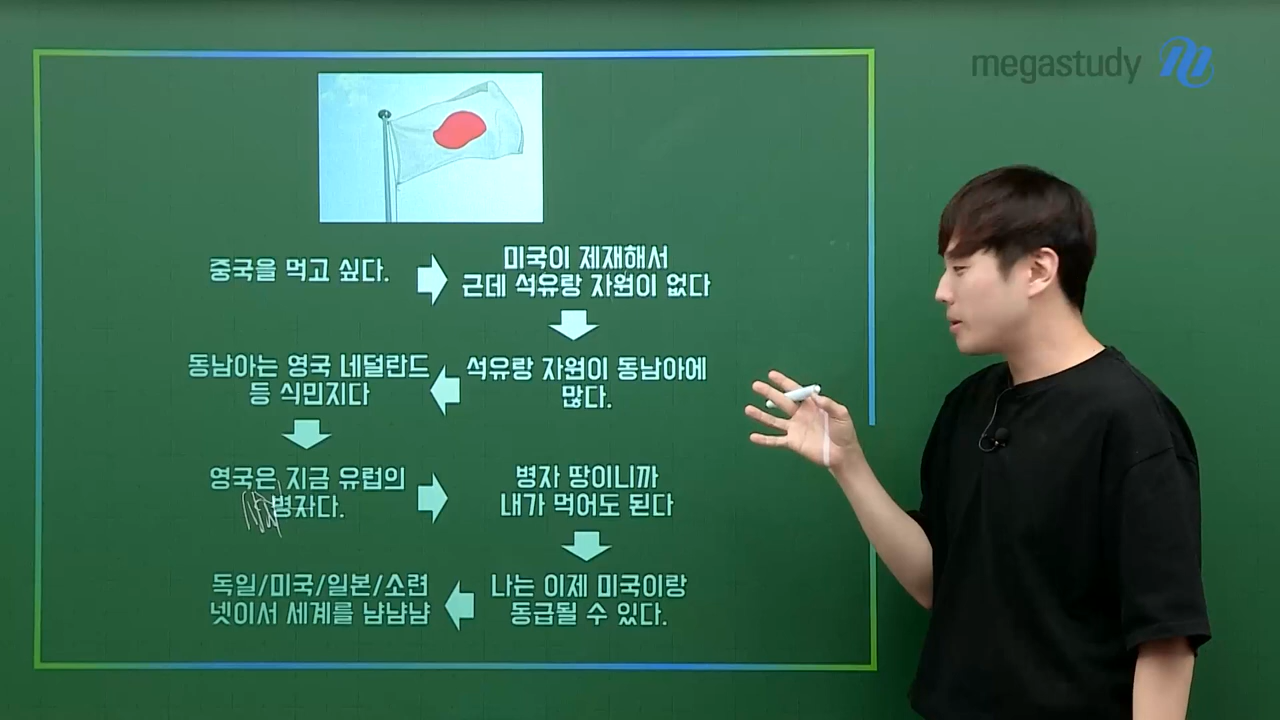 megastudy
중국을 먹고 싶다.
미국이 제재해서
근데 석유랑 자원이 없다
석유랑 자원이 동남아에
많다.
동남아는 영국 네덜란드
등 식민지다
영국은 지금 유럽의
병자다.
병자 땅이니까
내가 먹어도 된다
나는 이제 미국이랑
동급될 수 있다.
독일/미국/일본/소련
넷이서 세계를 냠냠냠